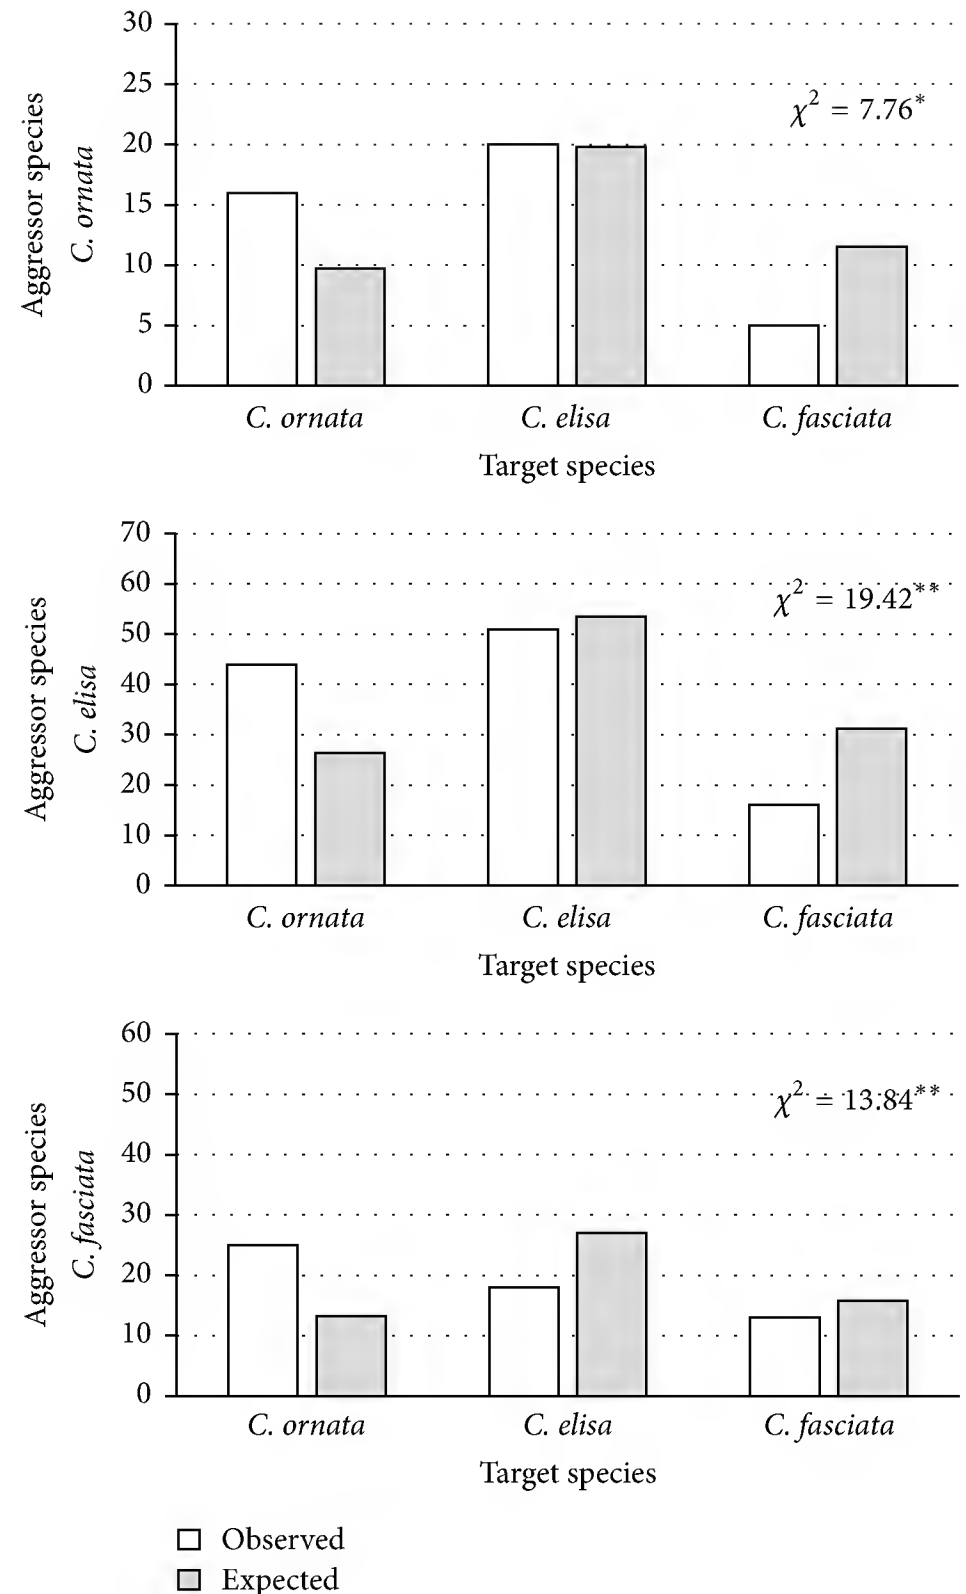 30
25
20
15
10
5
0
Aggressor species
C. ornata
χ² = 7.76*
C. ornata C. elisa C. fasciata
Target species
70
60
50
40
30
20
10
0
Aggressor species
C. elisa
χ² = 19.42**
C. ornata C. elisa C. fasciata
Target species
60
50
40
30
20
10
0
Aggressor species
C. fasciata
χ² = 13.84**
C. ornata C. elisa C. fasciata
Target species
Observed
Expected